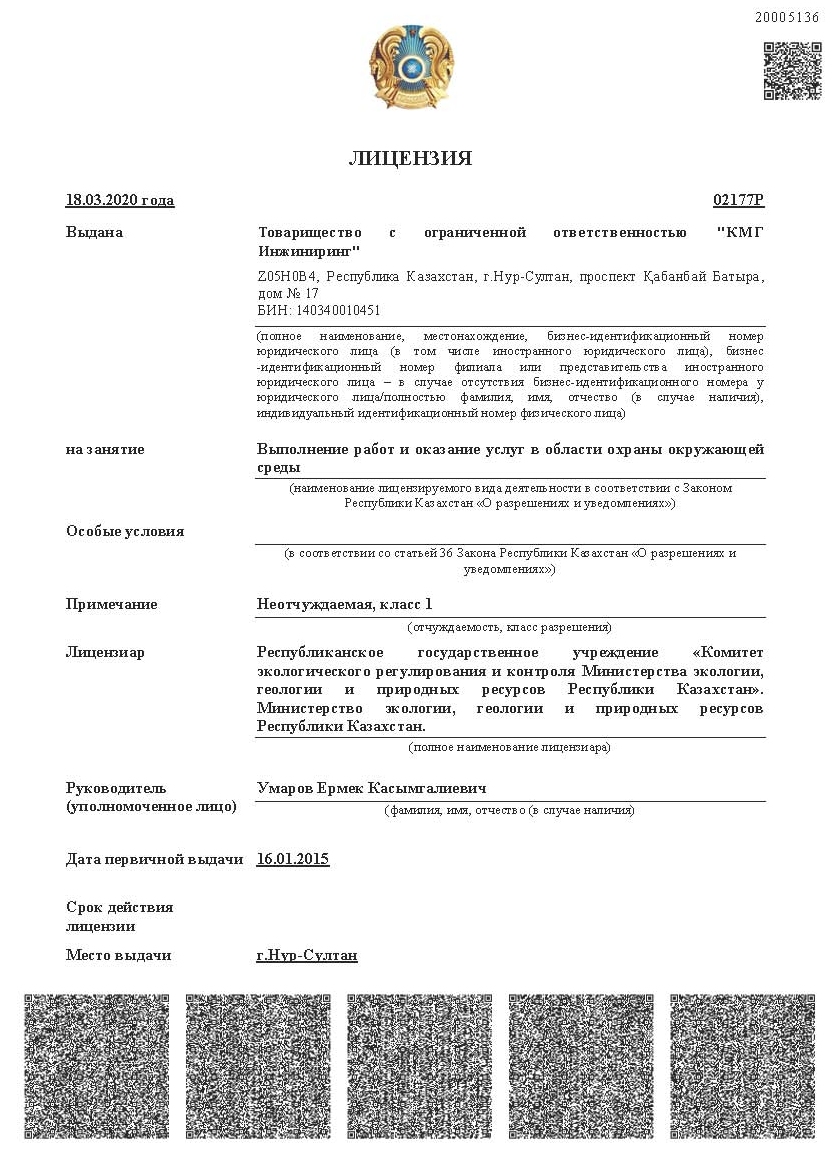 20005136
ЛИЦЕНЗИЯ
18.03.2020 года 02177Р
Выдана Товарищество с ограниченной ответственностью "КМГ
Инжиниринг"
Z05H0B4, Республика Казахстан, г.Нур-Султан, проспект Қабанбай Батыра,
дом № 17
БИН: 140340010451
(полное наименование, местонахождение, бизнес-идентификационный номер
юридического лица (в том числе иностранного юридического лица), бизнес
-идентификационный номер филиала или представительства иностранного
юридического лица – в случае отсутствия бизнес-идентификационного номера у
юридического лица/полностью фамилия, имя, отчество (в случае наличия),
индивидуальный идентификационный номер физического лица)
на занятие Выполнение работ и оказание услуг в области охраны окружающей
среды
(наименование лицензируемого вида деятельности в соответствии с Законом
Республики Казахстан «О разрешениях и уведомлениях»)
Особые условия
(в соответствии со статьей 36 Закона Республики Казахстан «О разрешениях и
уведомлениях»)
Примечание Неотчуждаемая, класс 1
(отчуждаемость, класс разрешения)
Лицензиар Республиканское государственное учреждение «Комитет
экологического регулирования и контроля Министерства экологии,
геологии и природных ресурсов Республики Казахстан».
Министерство экологии, геологии и природных ресурсов
Республики Казахстан.
(полное наименование лицензиара)
Руководитель Умаров Ермек Касымгалиевич
(уполномоченное лицо)
(фамилия, имя, отчество (в случае наличия)
Дата первичной выдачи 16.01.2015
Срок действия
лицензии
Место выдачи г.Нур-Султан